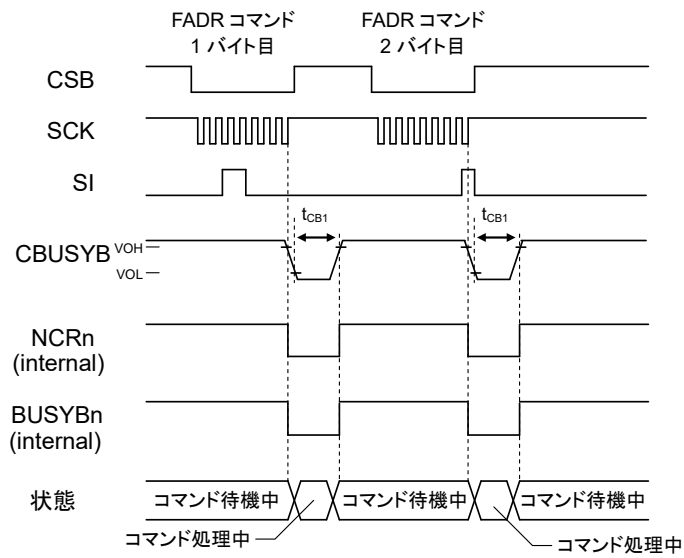 FADR コマンド
1 バイト目
FADR コマンド
2 バイト目
CSB
SCK
SI
tCB1
tCB1
CBUSYB
VOH
VOL
NCRn
(internal)
BUSYBn
(internal)
状態
コマンド待機中
コマンド待機中
コマンド待機中
コマンド処理中
コマンド処理中